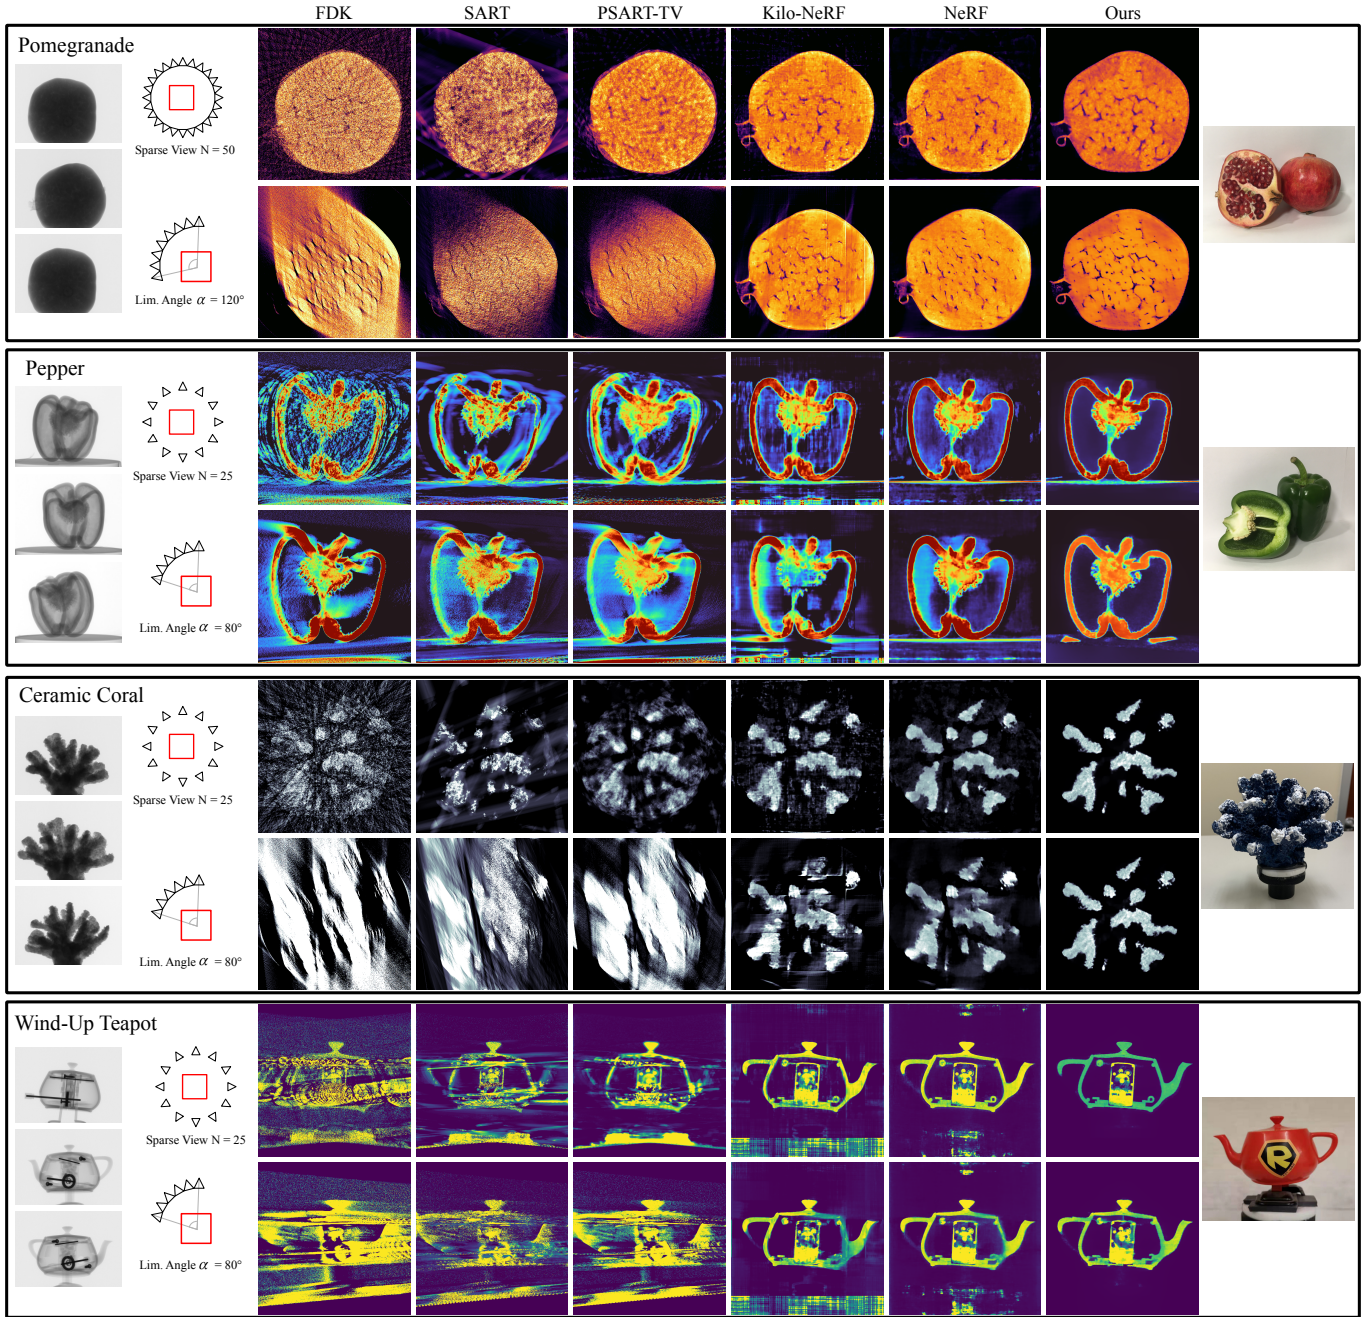 FDK SART PSART-TV Kilo-NeRF NeRF Ours
Pomegranade
Sparse View N = 50
Lim. Angle α = 120°
Pepper
Sparse View N = 25
Lim. Angle α = 80°
Ceramic Coral
Sparse View N = 25
Lim. Angle α = 80°
Wind-Up Teapot
Sparse View N = 25
Lim. Angle α = 80°
R